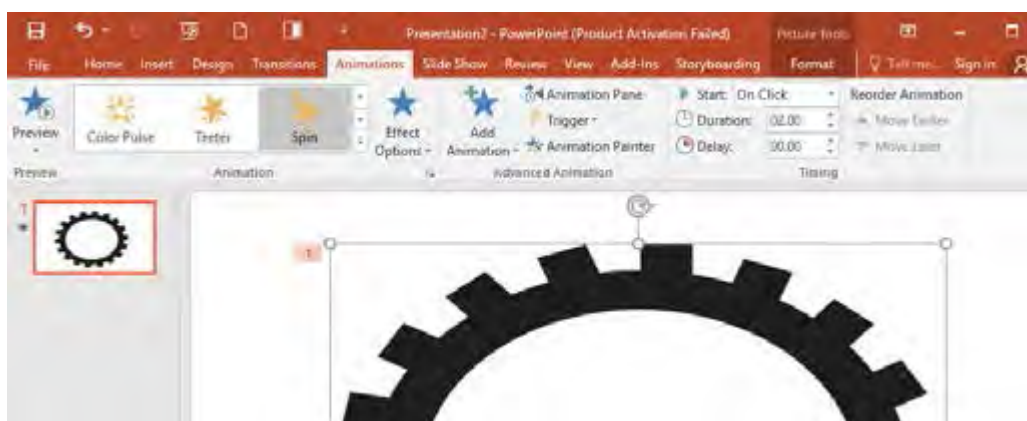 Presentation2 - PowerPoint (Product Activation Failed) Picture Tools
File Home Insert Design Transitions Animations Slide Show Review View Add-Ins Storyboarding Format Tell me... Sign in
Preview Color Pulse Teeter Spin Effect Options Add Animation Animation Pane Trigger Animation Painter Start: On Click Duration: 02.00 Delay: 00.00 Reorder Animation Move Earlier Move Later
Preview Animation Advanced Animation Timing
1
1